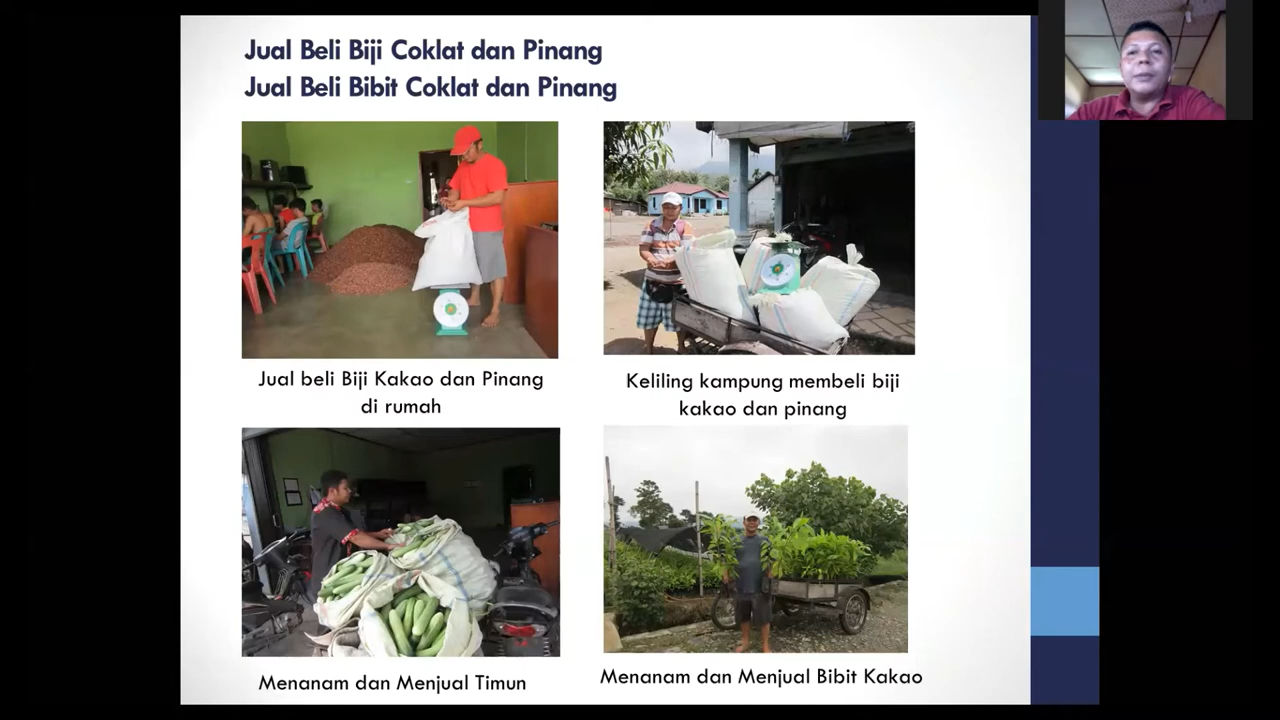 Jual Beli Biji Coklat dan Pinang
Jual Beli Bibit Coklat dan Pinang
Jual beli Biji Kakao dan Pinang
di rumah
Keliling kampung membeli biji
kakao dan pinang
Menanam dan Menjual Timun
Menanam dan Menjual Bibit Kakao